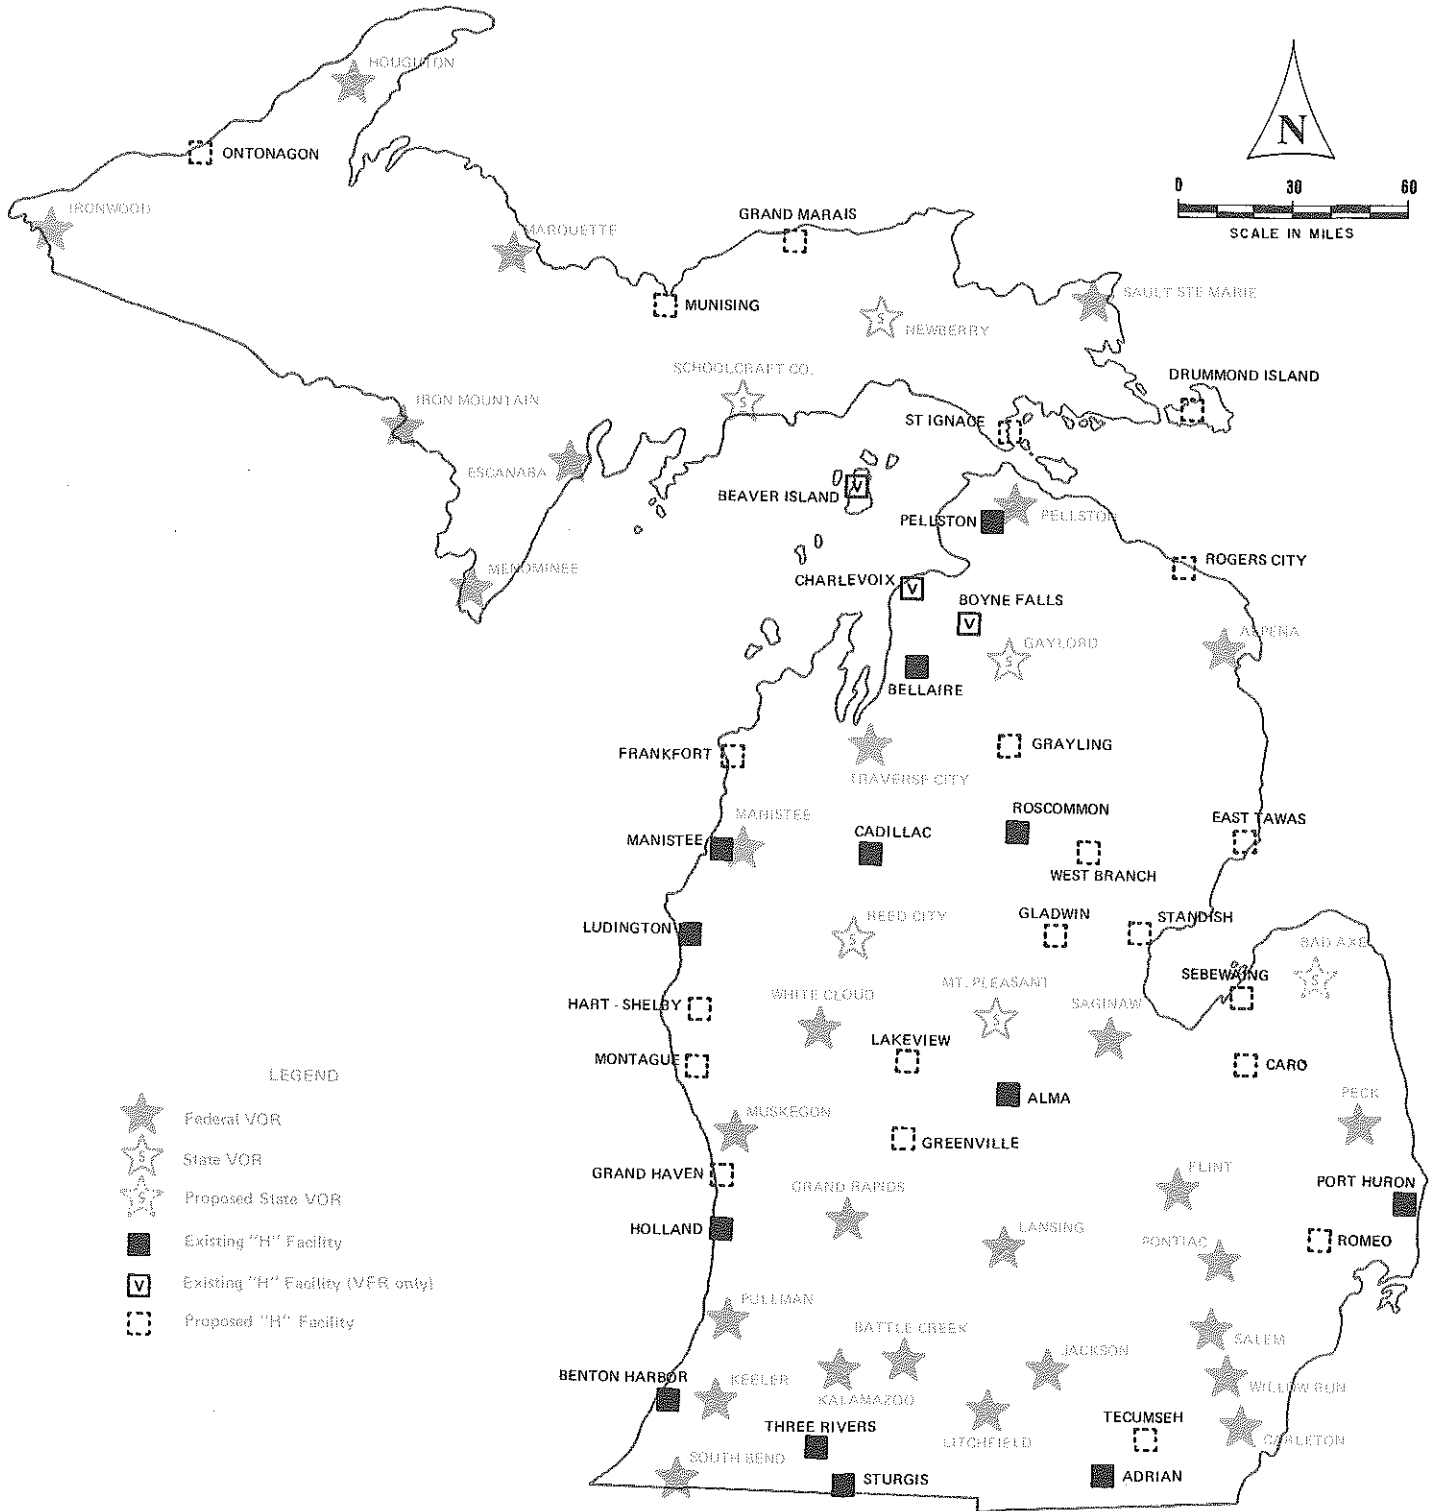 HOUGHTON
N
ONTONAGON
0 30 60
SCALE IN MILES
IRONWOOD
MARQUETTE
GRAND MARAIS
MUNISING
SAULT STE MARIE
S
NEWBERRY
SCHOOLCRAFT CO.
S
DRUMMOND ISLAND
IRON MOUNTAIN
ST IGNACE
ESCANABA
BEAVER ISLAND
V
PELLSTON
PELLSTON
MENOMINEE
ROGERS CITY
CHARLEVOIX
V
BOYNE FALLS
V
GAYLORD
S
ALPENA
BELLAIRE
FRANKFORT
GRAYLING
TRAVERSE CITY
MANISTEE
MANISTEE
CADILLAC
ROSCOMMON
EAST TAWAS
WEST BRANCH
LUDINGTON
REED CITY
S
GLADWIN
STANDISH
BAD AXE
S
SEBEWAING
HART - SHELBY
WHITE CLOUD
MT. PLEASANT
S
SAGINAW
MONTAGUE
LAKEVIEW
CARO
ALMA
PECK
MUSKEGON
GREENVILLE
GRAND HAVEN
GRAND RAPIDS
FLINT
PORT HURON
HOLLAND
LANSING
PONTIAC
ROMEO
PULLMAN
BATTLE CREEK
SALEM
JACKSON
BENTON HARBOR
KEELER
KALAMAZOO
WILLOW RUN
THREE RIVERS
LITCHFIELD
TECUMSEH
CARLETON
SOUTH BEND
STURGIS
ADRIAN
LEGEND
Federal VOR
S State VOR
S Proposed State VOR
Existing "H" Facility
V Existing "H" Facility (VFR only)
Proposed "H" Facility